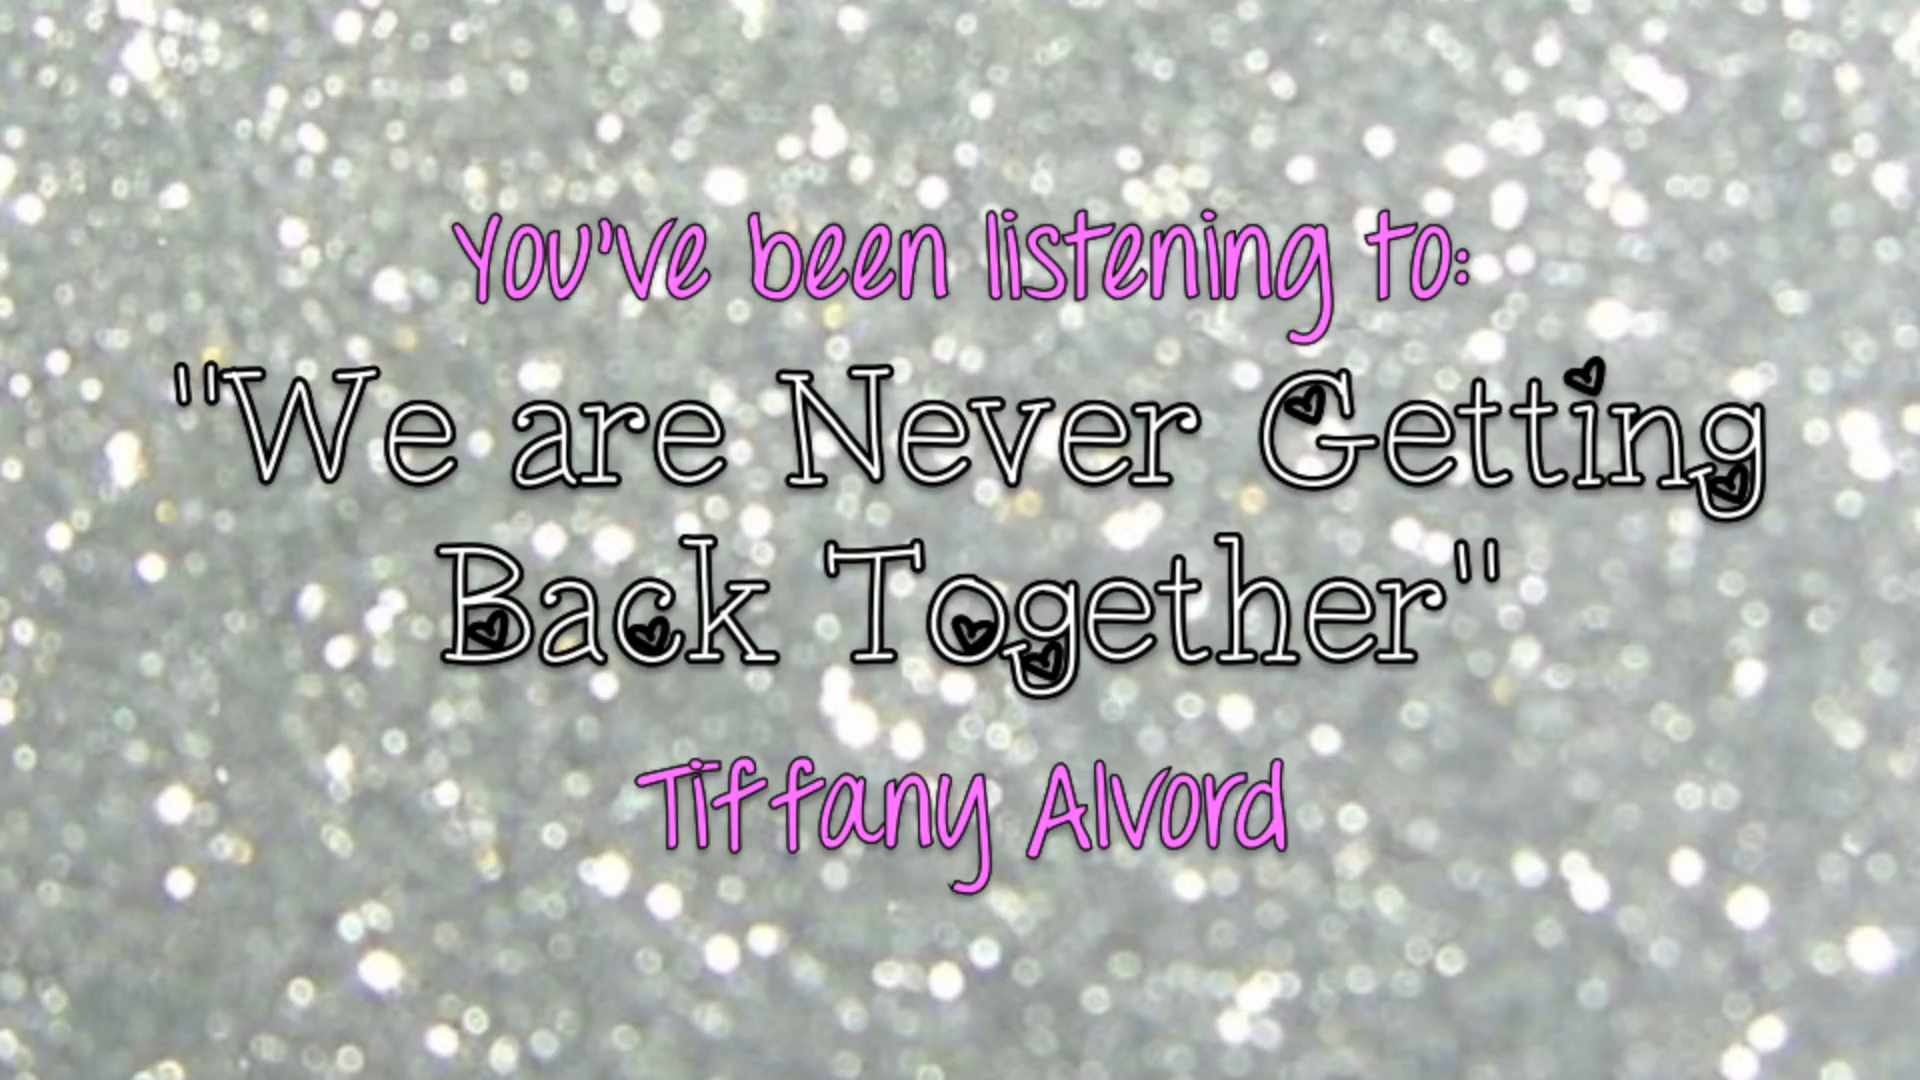 You've been listening to:
"We are Never Getting
Back Together"
Tiffany Alvord